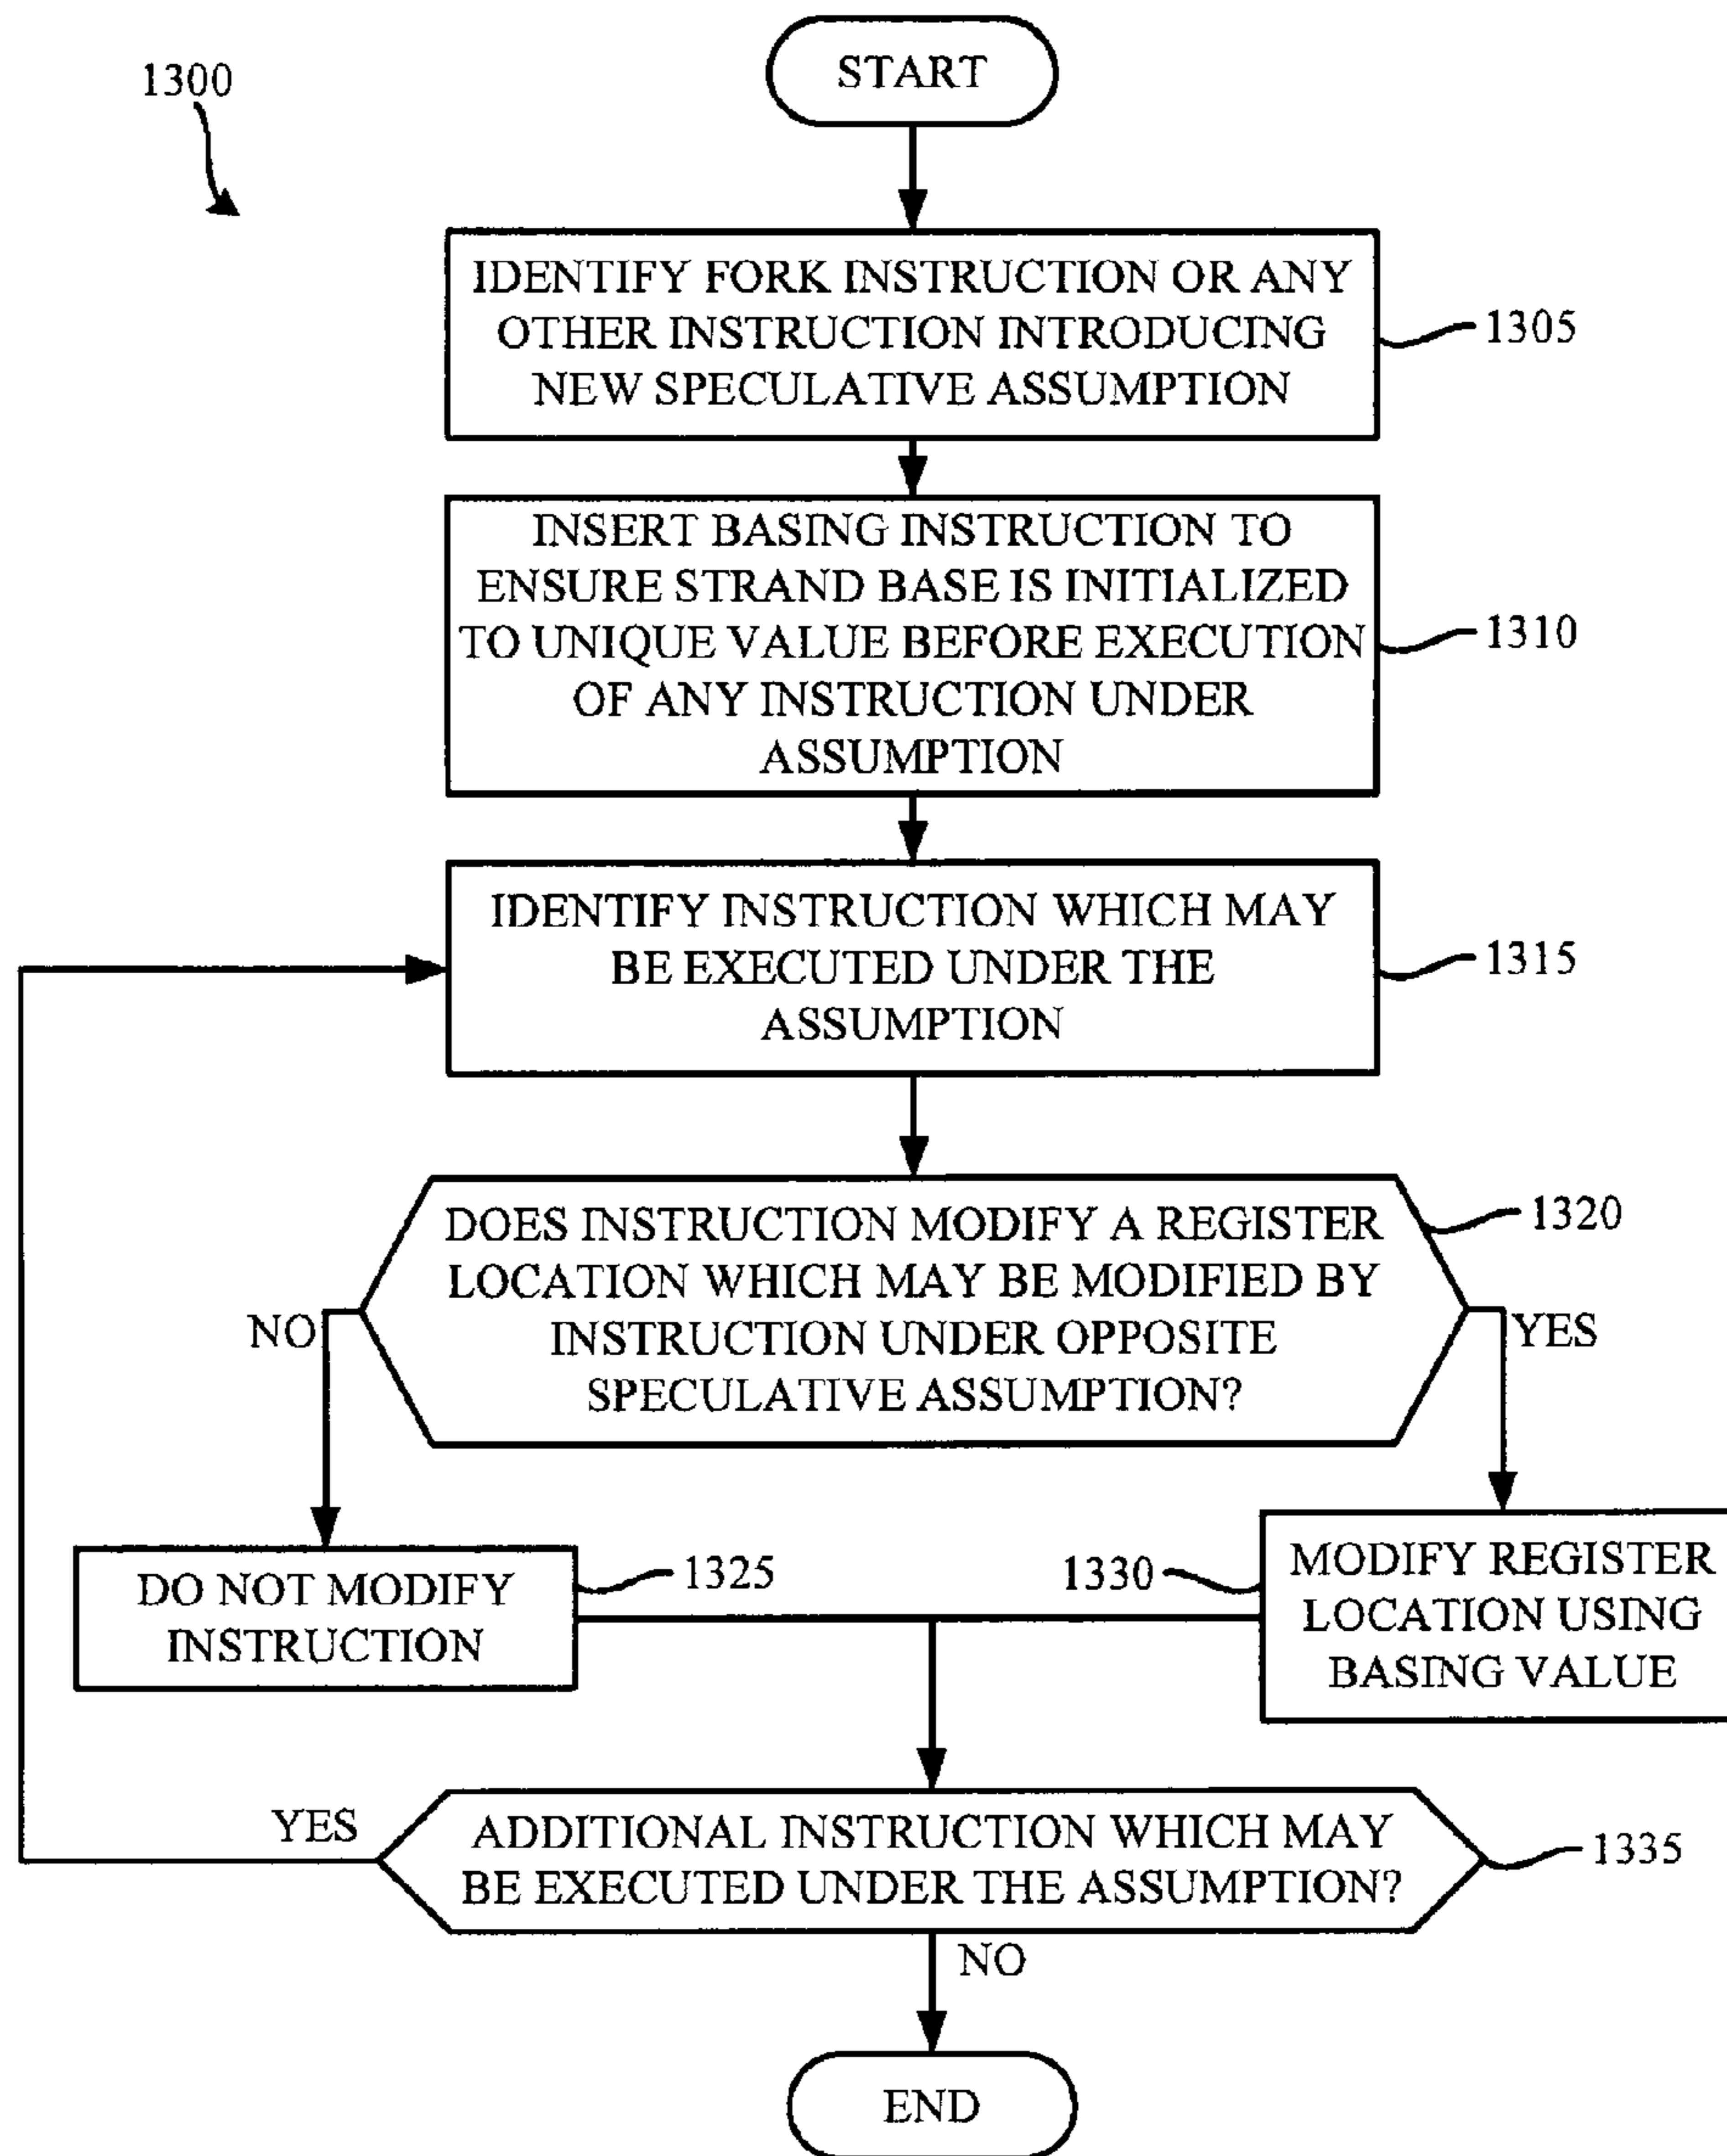 START
1300
IDENTIFY FORK INSTRUCTION OR ANY
OTHER INSTRUCTION INTRODUCING
NEW SPECULATIVE ASSUMPTION
1305
INSERT BASING INSTRUCTION TO
ENSURE STRAND BASE IS INITIALIZED
TO UNIQUE VALUE BEFORE EXECUTION
OF ANY INSTRUCTION UNDER
ASSUMPTION
1310
IDENTIFY INSTRUCTION WHICH MAY
BE EXECUTED UNDER THE
ASSUMPTION
1315
DOES INSTRUCTION MODIFY A REGISTER
LOCATION WHICH MAY BE MODIFIED BY
INSTRUCTION UNDER OPPOSITE
SPECULATIVE ASSUMPTION?
1320
NO
YES
DO NOT MODIFY
INSTRUCTION
1325
1330
MODIFY REGISTER
LOCATION USING
BASING VALUE
YES
ADDITIONAL INSTRUCTION WHICH MAY
BE EXECUTED UNDER THE ASSUMPTION?
1335
NO
END